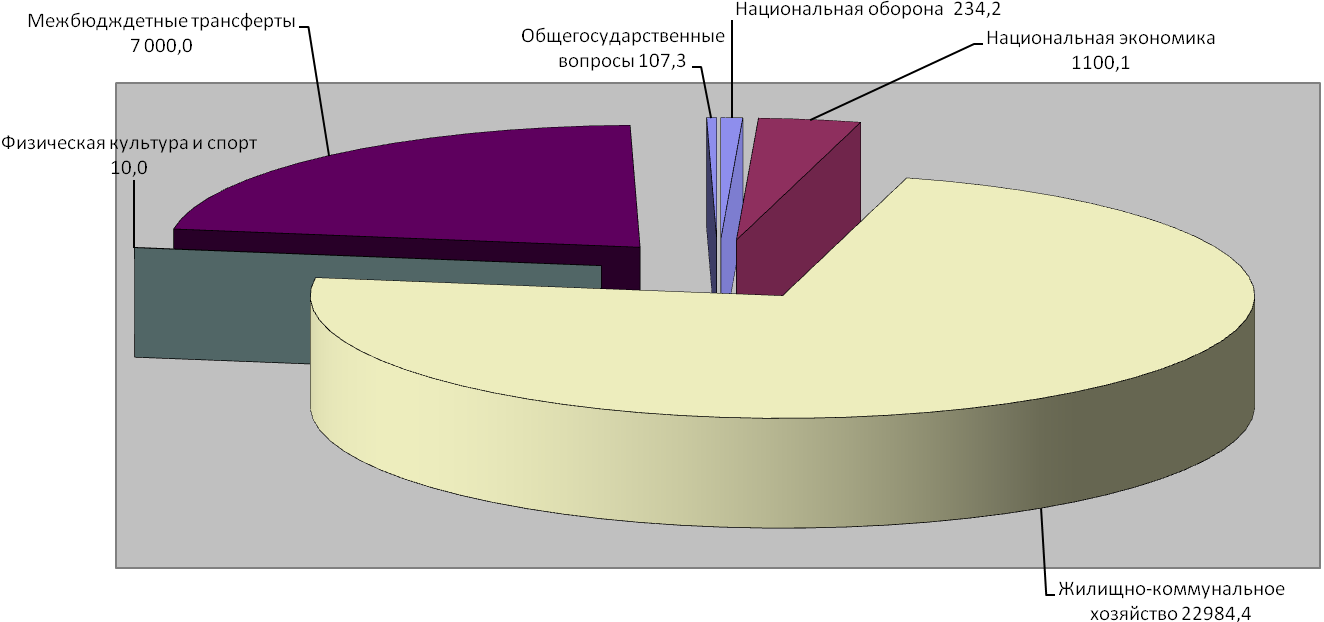 Межбюдждетные трансферты
7 000,0
Общегосударственные
вопросы 107,3
Национальная оборона 234,2
Национальная экономика
1100,1
Физическая культура и спорт
10,0
Жилищно-коммунальное
хозяйство 22984,4